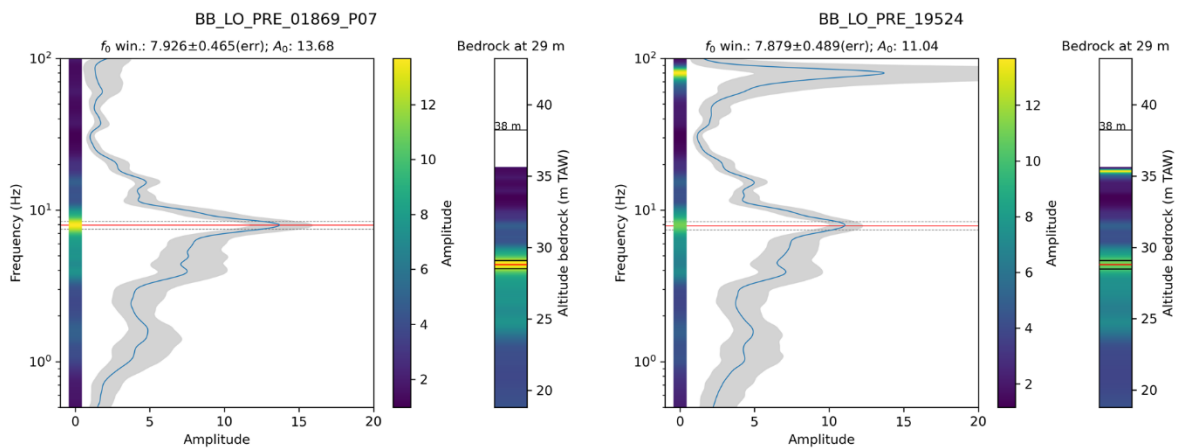 BB_LO_PRE_01869_P07
f₀ win.: 7.926±0.465(err); A₀: 13.68
Bedrock at 29 m
10²
10¹
10⁰
Frequency (Hz)
0 5 10 15 20
Amplitude
12
10
8
6
4
2
Amplitude
38 m
40
35
30
25
20
Altitude bedrock (m TAW)
BB_LO_PRE_19524
f₀ win.: 7.879±0.489(err); A₀: 11.04
Bedrock at 29 m
10²
10¹
10⁰
Frequency (Hz)
0 5 10 15 20
Amplitude
12
10
8
6
4
2
Amplitude
38 m
40
35
30
25
20
Altitude bedrock (m TAW)